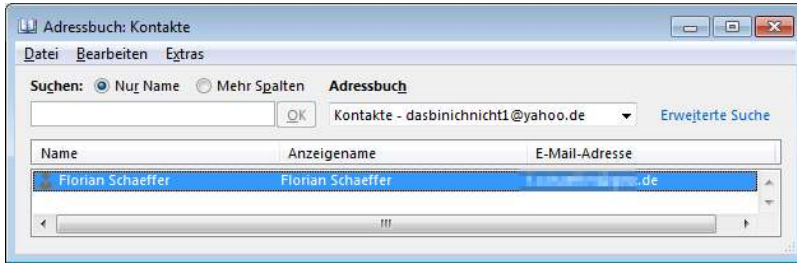 Adressbuch: Kontakte
Datei Bearbeiten Extras
Suchen: Nur Name Mehr Spalten Adressbuch
OK Kontakte - dasbinichnicht1@yahoo.de Erweiterte Suche
Name Anzeigename E-Mail-Adresse
Florian Schaeffer Florian Schaeffer .de